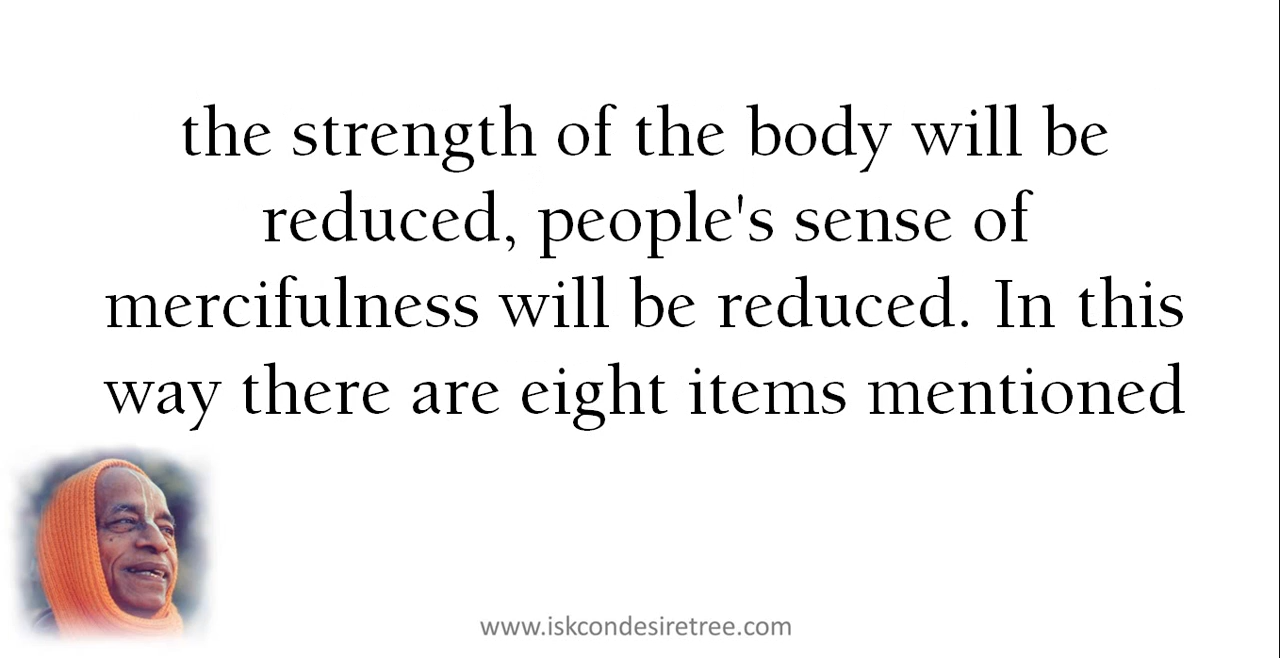 the strength of the body will be
reduced, people's sense of
mercifulness will be reduced. In this
way there are eight items mentioned
www.iskcondesiretree.com